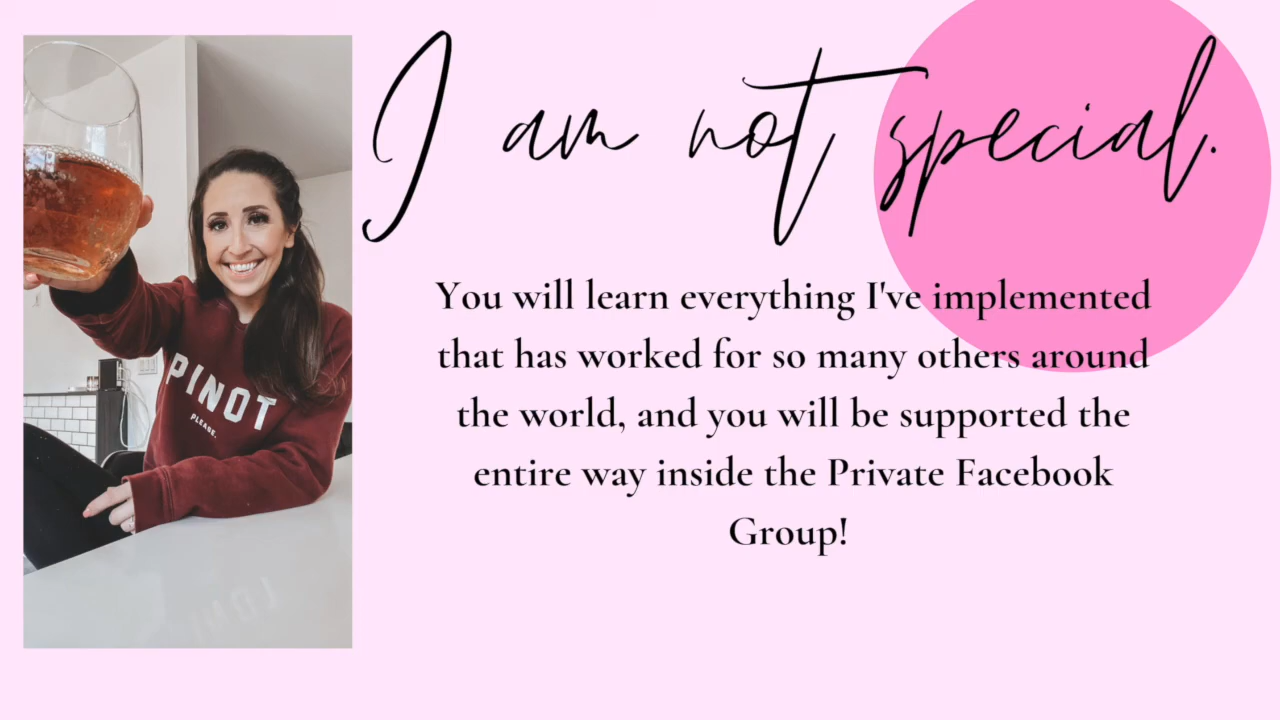 I am not special.
You will learn everything I've implemented
that has worked for so many others around
the world, and you will be supported the
entire way inside the Private Facebook
Group!
PINOT
PLEASE.